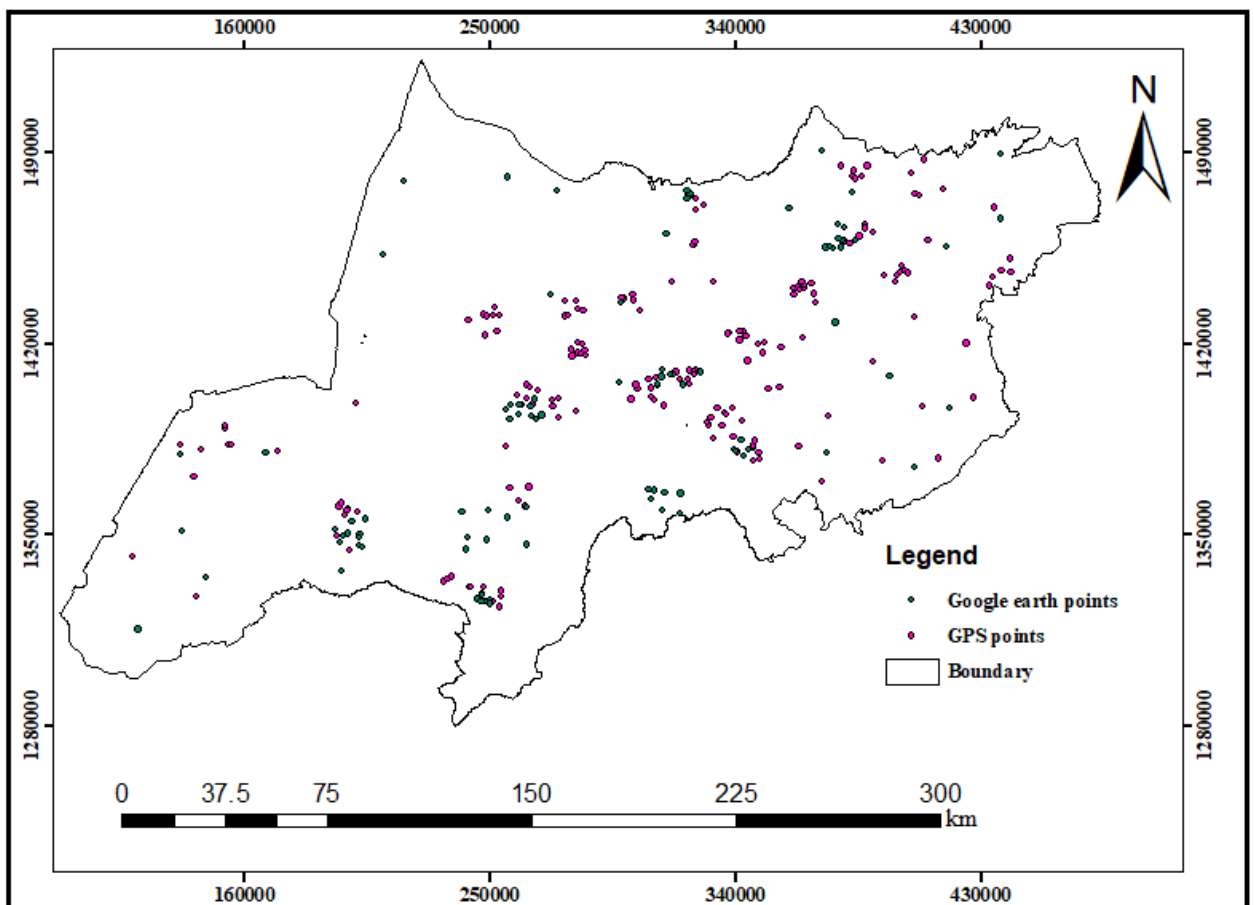 160000 250000 340000 430000
N
1490000 1490000
1420000 1420000
1350000 1350000
Legend
Google earth points
GPS points
Boundary
1280000 1280000
0 37.5 75 150 225 300
km
160000 250000 340000 430000